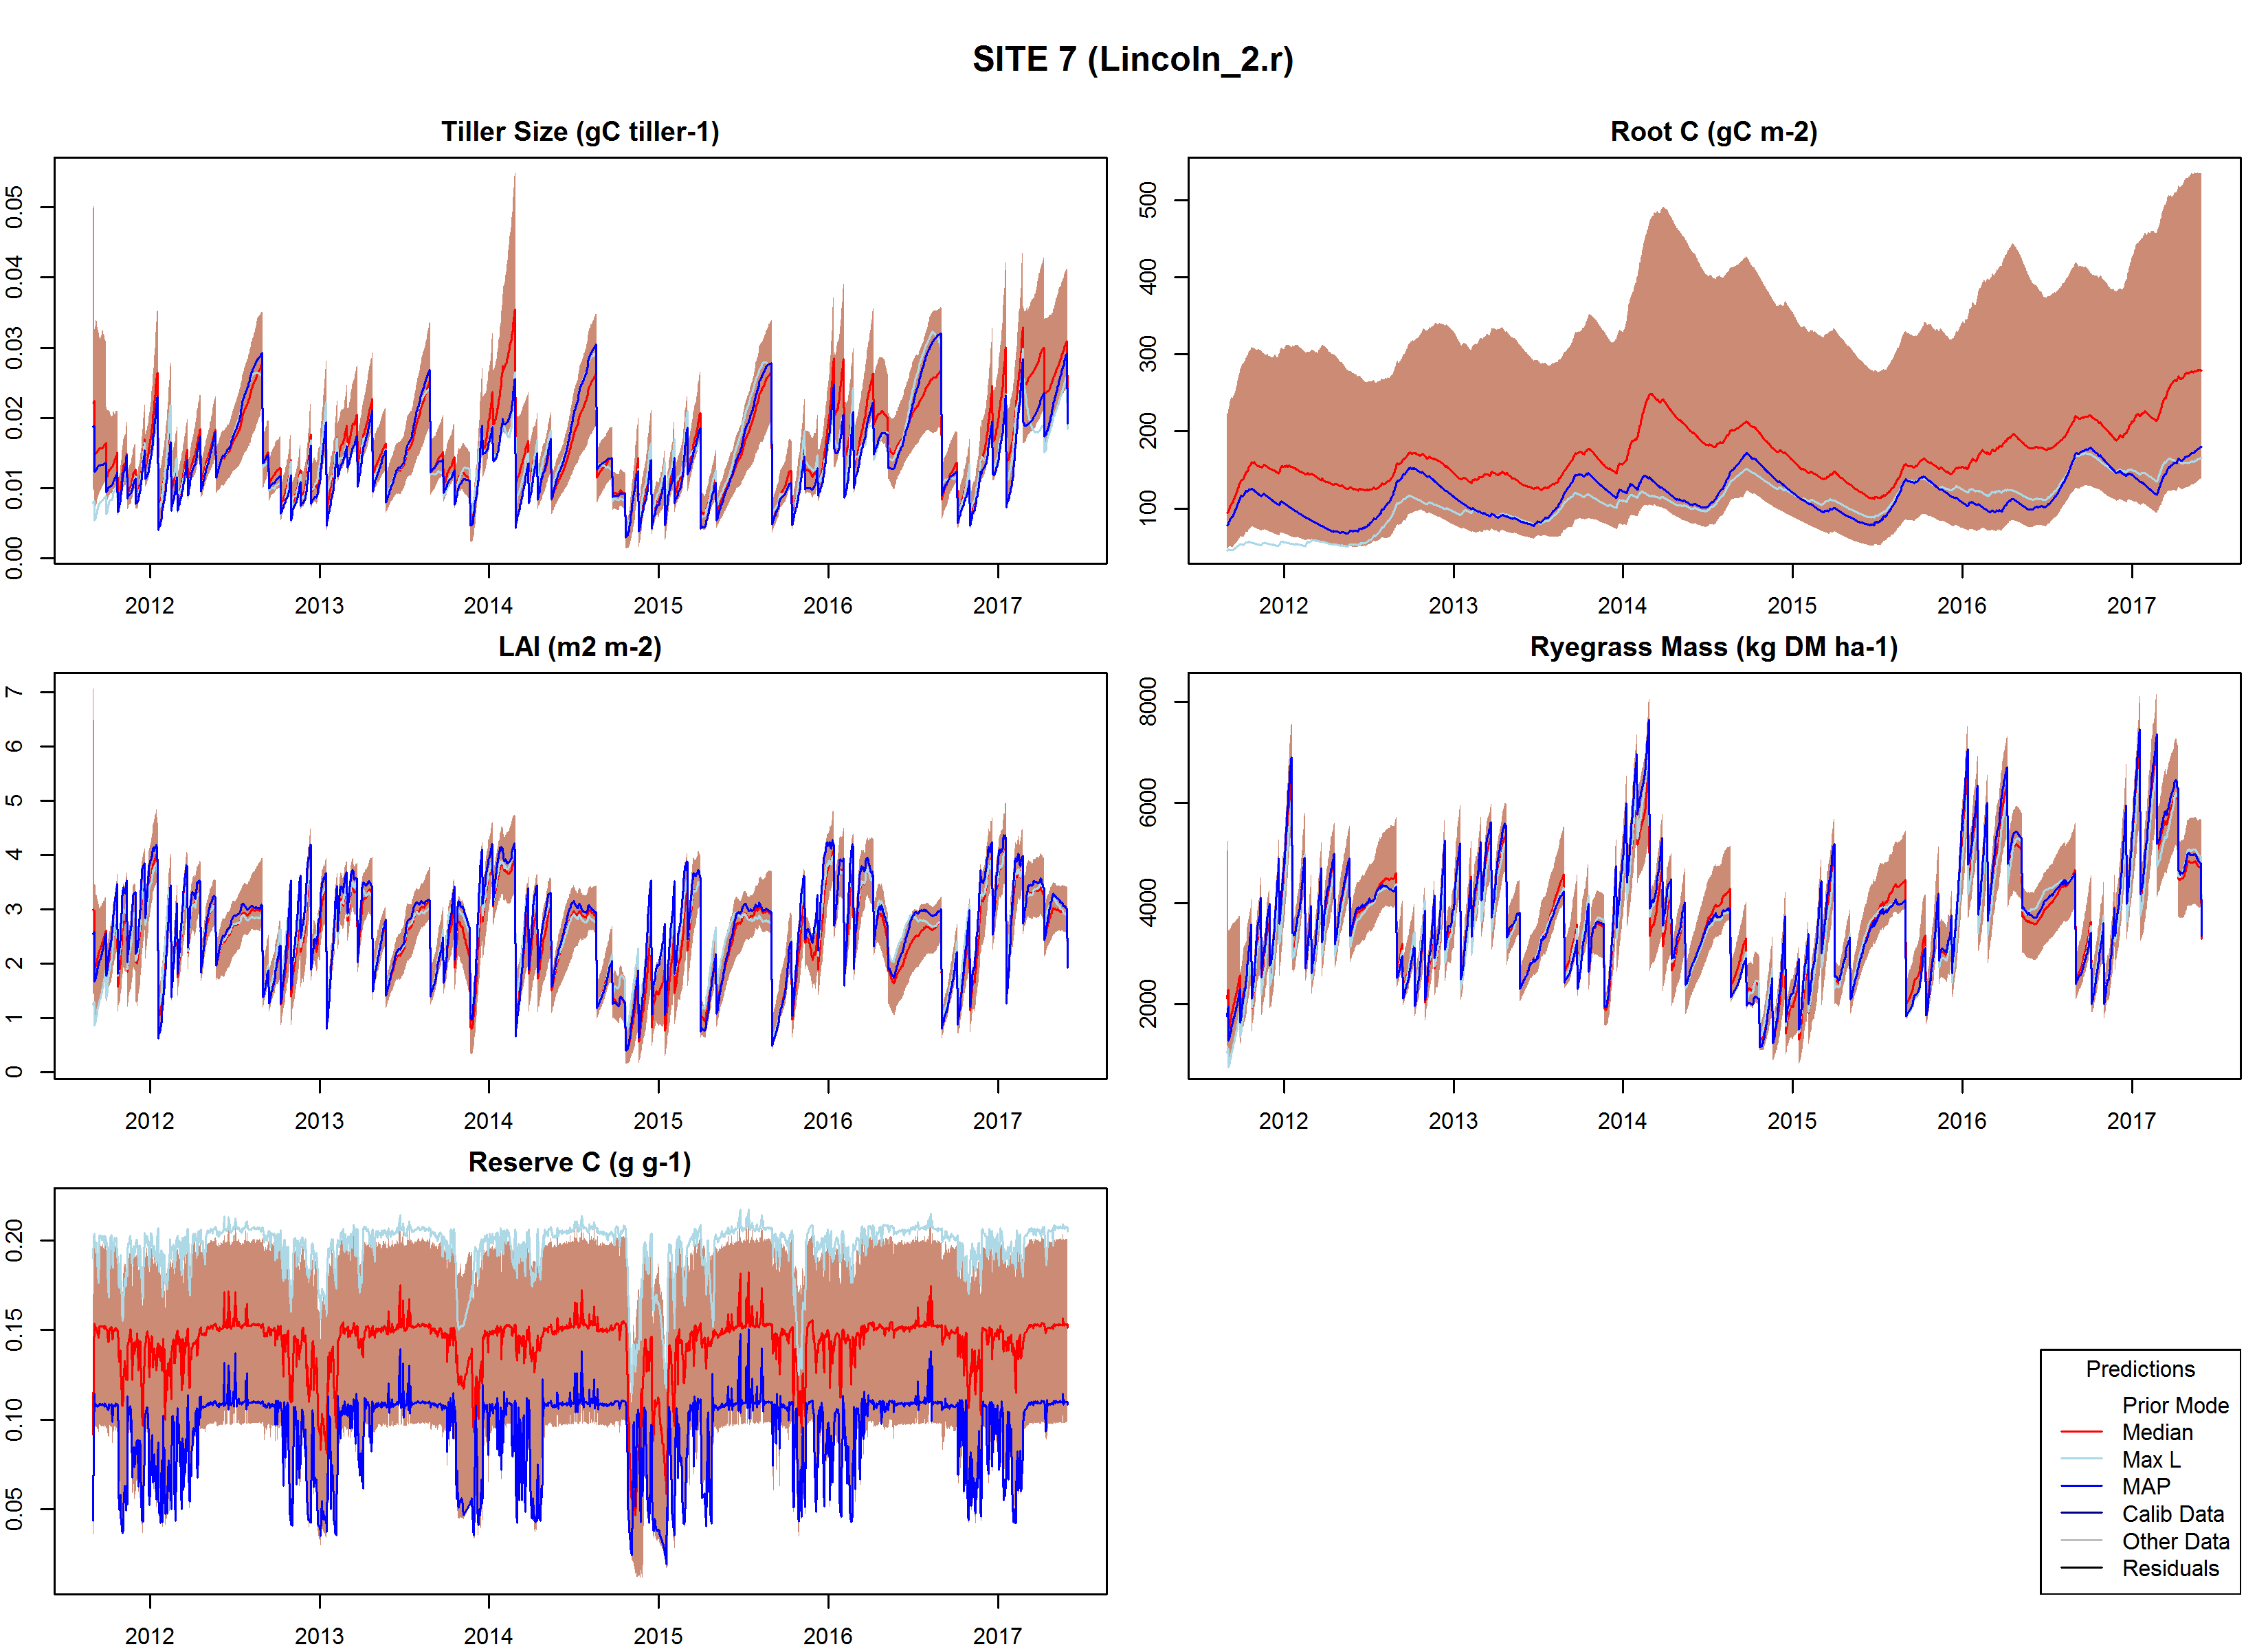 SITE 7 (Lincoln_2.r)
Tiller Size (gC tiller-1)
0.00 0.01 0.02 0.03 0.04 0.05
2012 2013 2014 2015 2016 2017
Root C (gC m-2)
100 200 300 400 500
2012 2013 2014 2015 2016 2017
LAI (m2 m-2)
0 1 2 3 4 5 6 7
2012 2013 2014 2015 2016 2017
Ryegrass Mass (kg DM ha-1)
2000 4000 6000 8000
2012 2013 2014 2015 2016 2017
Reserve C (g g-1)
0.05 0.10 0.15 0.20
2012 2013 2014 2015 2016 2017
Predictions
Prior Mode
Median
Max L
MAP
Calib Data
Other Data
Residuals